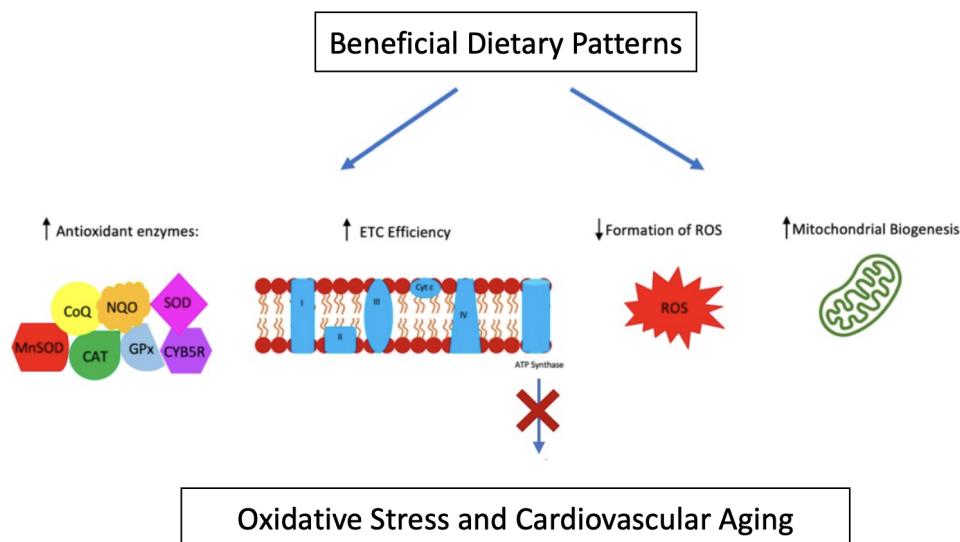 Beneficial Dietary Patterns
Antioxidant enzymes:
ETC Efficiency
Formation of ROS
Mitochondrial Biogenesis
CoQ
NQO
SOD
MnSOD
CAT
GPx
CYB5R
I
II
III
Cyt c
IV
ATP Synthase
ROS
Oxidative Stress and Cardiovascular Aging